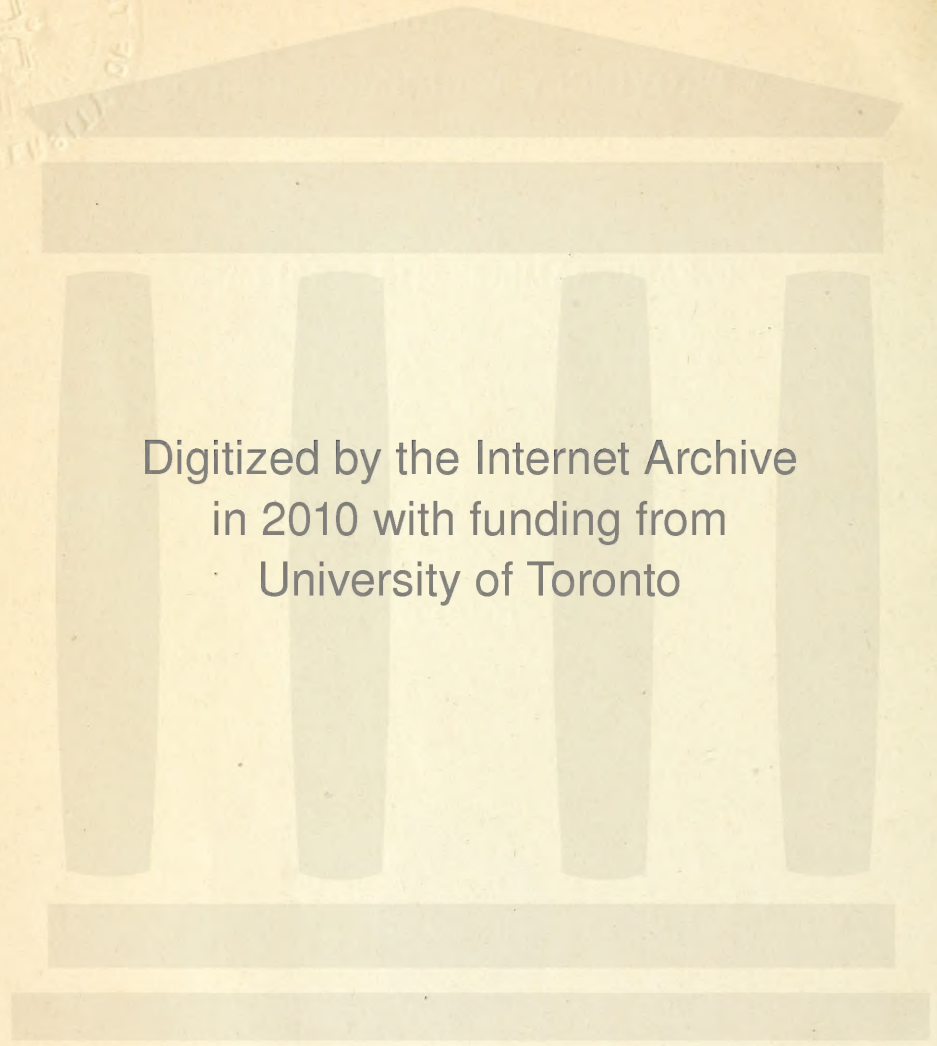 Digitized by the Internet Archive
in 2010 with funding from
University of Toronto